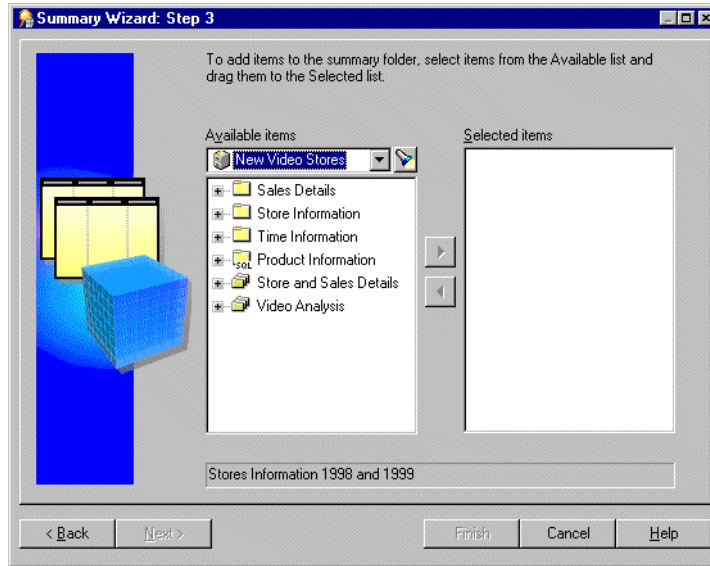 Summary Wizard: Step 3
To add items to the summary folder, select items from the Available list and
drag them to the Selected list.
Available items
Selected items
New Video Stores
Sales Details
Store Information
Time Information
SQL Product Information
Store and Sales Details
Video Analysis
Stores Information 1998 and 1999
< Back
Next >
Finish
Cancel
Help